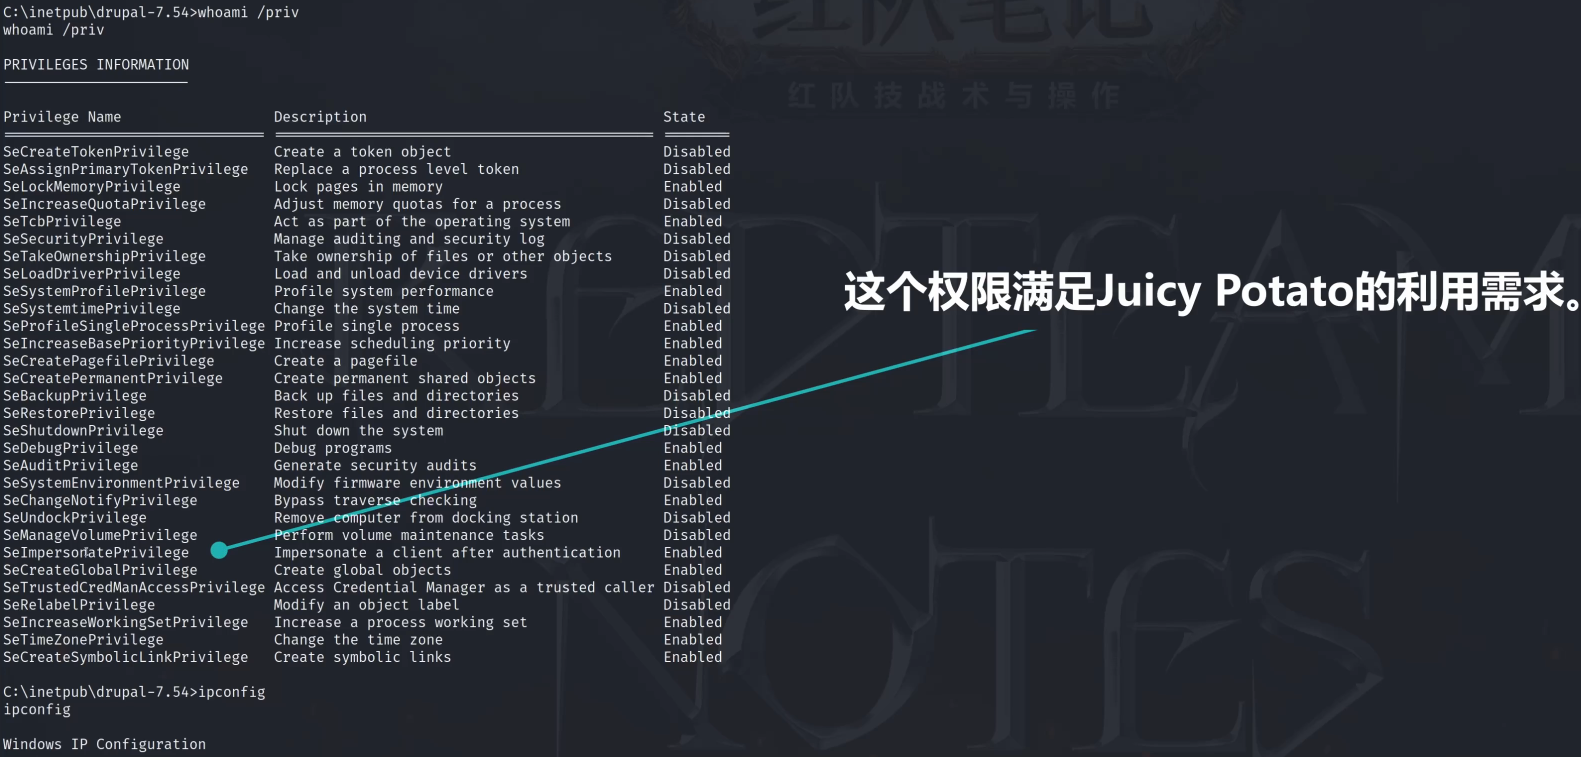 C:\inetpub\drupal-7.54>whoami /priv
whoami /priv
红队笔记
PRIVILEGES INFORMATION
----------------------
红队技战术与操作
Privilege Name Description State
SeCreateTokenPrivilege Create a token object Disabled
SeAssignPrimaryTokenPrivilege Replace a process level token Disabled
SeLockMemoryPrivilege Lock pages in memory Enabled
SeIncreaseQuotaPrivilege Adjust memory quotas for a process Disabled
SeTcbPrivilege Act as part of the operating system Enabled
SeSecurityPrivilege Manage auditing and security log Disabled
SeTakeOwnershipPrivilege Take ownership of files or other objects Disabled
SeLoadDriverPrivilege Load and unload device drivers Disabled
SeSystemProfilePrivilege Profile system performance Enabled
这个权限满足Juicy Potato的利用需求。
SeSystemtimePrivilege Change the system time Disabled
SeProfileSingleProcessPrivilege Profile single process Enabled
SeIncreaseBasePriorityPrivilege Increase scheduling priority Enabled
SeCreatePagefilePrivilege Create a pagefile Enabled
SeCreatePermanentPrivilege Create permanent shared objects Enabled
SeBackupPrivilege Back up files and directories Disabled
SeRestorePrivilege Restore files and directories Disabled
SeShutdownPrivilege Shut down the system Disabled
SeDebugPrivilege Debug programs Enabled
SeAuditPrivilege Generate security audits Enabled
SeSystemEnvironmentPrivilege Modify firmware environment values Disabled
SeChangeNotifyPrivilege Bypass traverse checking Enabled
SeUndockPrivilege Remove computer from docking station Disabled
SeManageVolumePrivilege Perform volume maintenance tasks Disabled
SeImpersonatePrivilege Impersonate a client after authentication Enabled
SeCreateGlobalPrivilege Create global objects Enabled
SeTrustedCredManAccessPrivilege Access Credential Manager as a trusted caller Disabled
SeRelabelPrivilege Modify an object label Disabled
SeIncreaseWorkingSetPrivilege Increase a process working set Enabled
SeTimeZonePrivilege Change the time zone Enabled
SeCreateSymbolicLinkPrivilege Create symbolic links Enabled
REDTEAM
NOTES
C:\inetpub\drupal-7.54>ipconfig
ipconfig
Windows IP Configuration